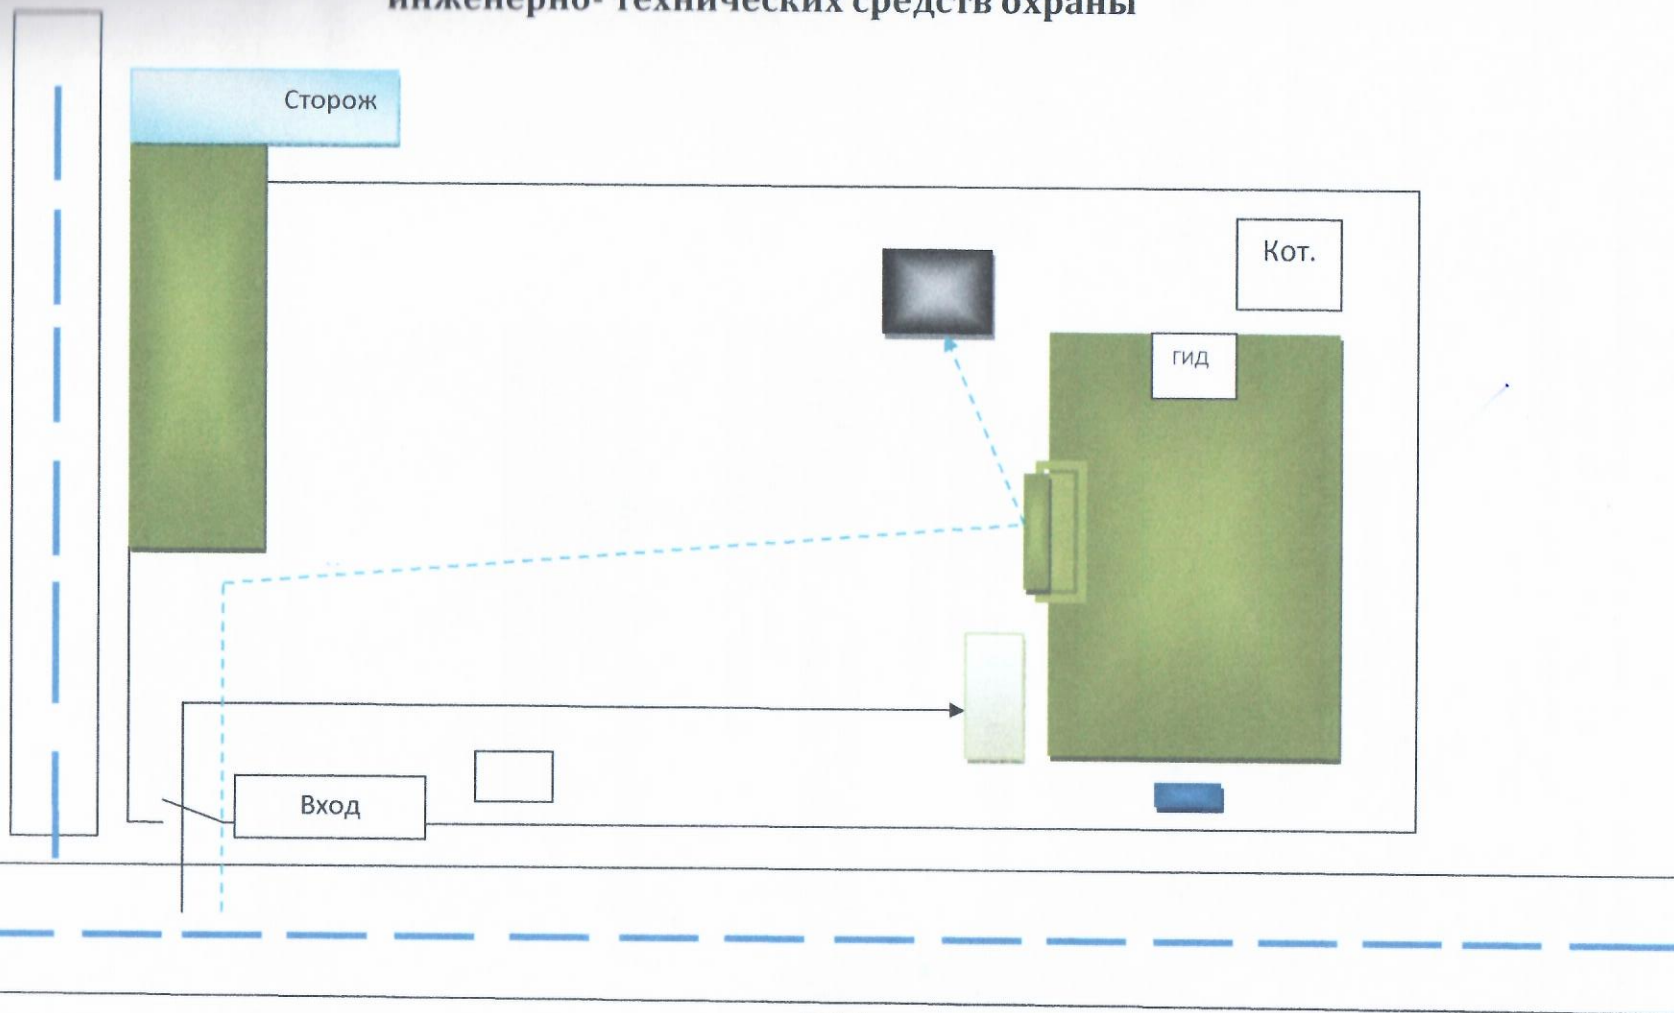 инженерно- технических средств охраны
Сторож
Кот.
гид
Вход